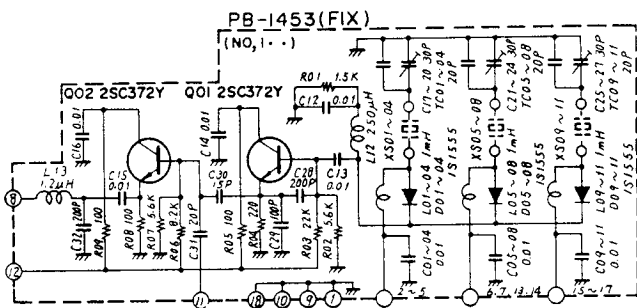 PB-1453(FIX)
(NO,1··)
Q02 2SC372Y
Q01 2SC372Y
R01 1.5K
C12 0.01
L12 250μH
C17~20 30P
TC01~04 20P
XS01~04
L01~04 1mH
D01~04 1S1555
C01~04 0.01
C21~24 30P
TC05~08 20P
XS05~08
L05~08 1mH
D05~08 1S1555
C05~08 0.01
C25~27 30P
TC09~11 20P
XS09~11
L09~11 1mH
D09~11 1S1555
C09~11 0.01
C16 0.01
C14 0.01
L13 1.2μH
C15 0.01
C30 15P
C28 200P
C13 0.01
C32 200P
R09 100
R08 100
R07 5.6K
R06 8.2K
C31 20P
R05 100
R04 220
C29 100P
R03 22K
R02 5.6K
8
12
11
18
10
9
1
2~5
6,7,13,14
15~17